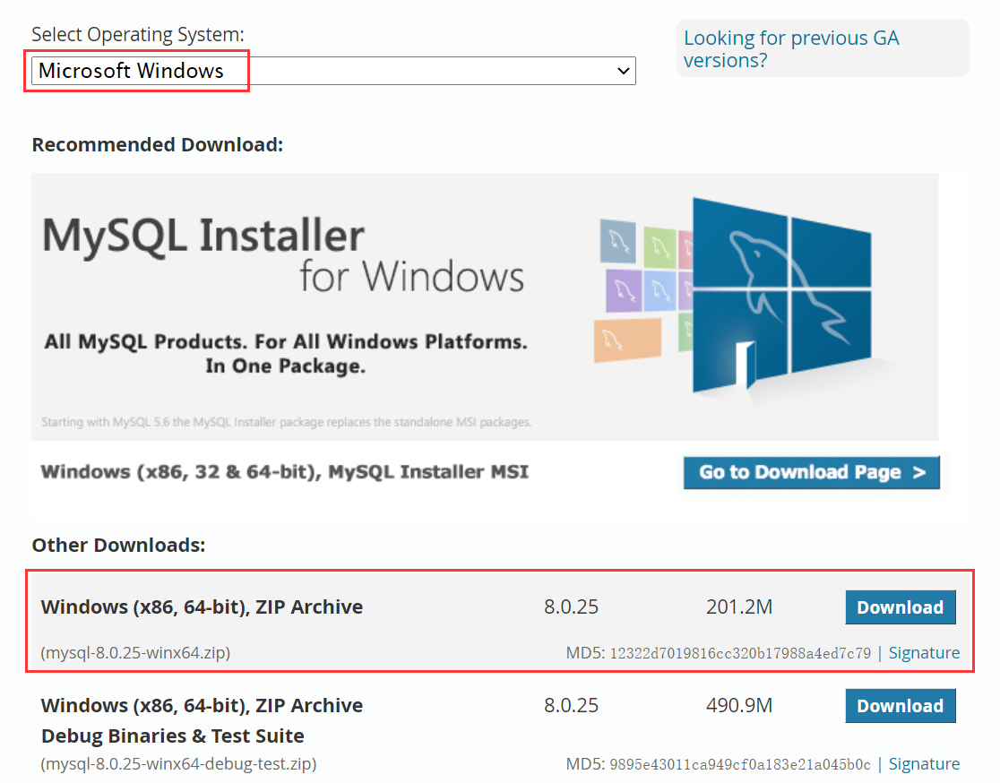 Select Operating System:
Looking for previous GA
versions?
Microsoft Windows
Recommended Download:
MySQL Installer
for Windows
All MySQL Products. For All Windows Platforms.
In One Package.
Starting with MySQL 5.6 the MySQL Installer package replaces the standalone MSI packages.
Windows (x86, 32 & 64-bit), MySQL Installer MSI
Go to Download Page >
Other Downloads:
Windows (x86, 64-bit), ZIP Archive 8.0.25 201.2M Download
(mysql-8.0.25-winx64.zip) MD5: 12322d7019816cc320b17988a4ed7c79 | Signature
Windows (x86, 64-bit), ZIP Archive 8.0.25 490.9M Download
Debug Binaries & Test Suite
(mysql-8.0.25-winx64-debug-test.zip) MD5: 9895e43011ca949cf0a183e21a045b0c | Signature